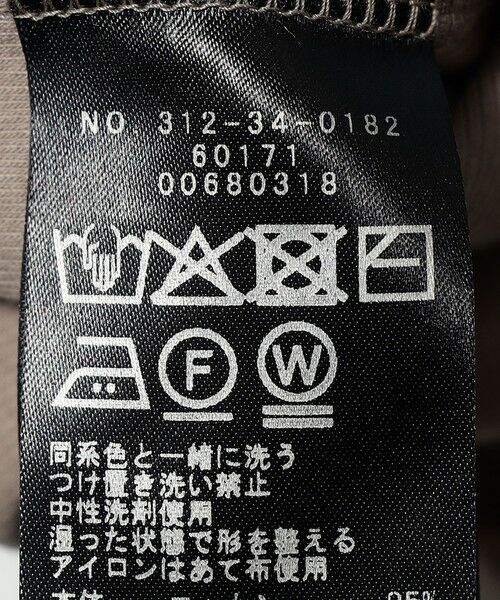 NO. 312-34-0182
60171
00680318
F W
同系色と一緒に洗う
つけ置き洗い禁止
中性洗剤使用
湿った状態で形を整える
アイロンはあて布使用